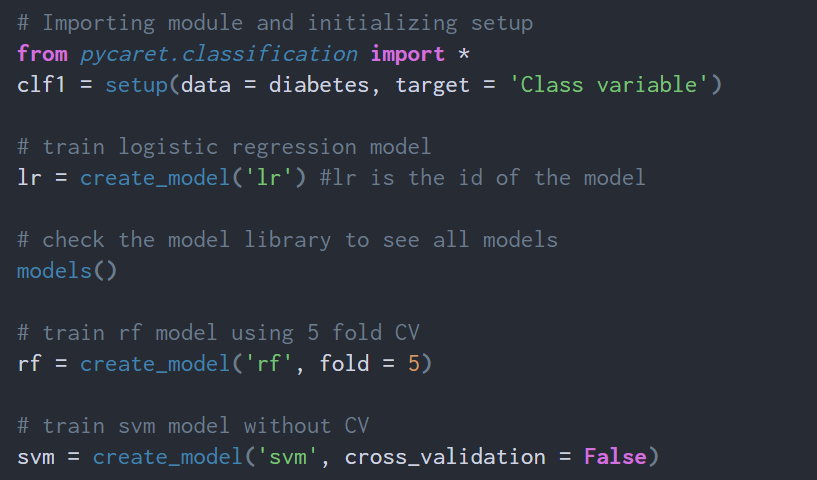 # Importing module and initializing setup
from pycaret.classification import *
clf1 = setup(data = diabetes, target = 'Class variable')
# train logistic regression model
lr = create_model('lr') #lr is the id of the model
# check the model library to see all models
models()
# train rf model using 5 fold CV
rf = create_model('rf', fold = 5)
# train svm model without CV
svm = create_model('svm', cross_validation = False)